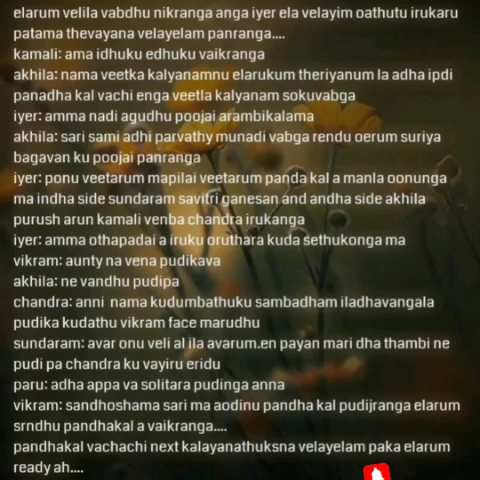 elarum velila vabdhu nikranga anga iyer ela velayim oathutu irukaru
patama thevayana velayelam panranga....
kamali: ama idhuku edhuku vaikranga
akhila: nama veetka kalyanamnu elarukum theriyanum la adha ipdi
panadha kal vachi enga veetla kalyanam sokuvabga
iyer: amma nadi agudhu poojai arambikalama
akhila: sari sami adhi parvathy munadi vabga rendu oerum suriya
bagavan ku poojai panranga
iyer: ponu veetarum mapilai veetarum panda kal a manla oonunga
ma indha side sundaram savitri ganesan and andha side akhila
purush arun kamali venba chandra irukanga
iyer: amma othapadai a iruku oruthara kuda sethukonga ma
vikram: aunty na vena pudikava
akhila: ne vandhu pudipa
chandra: anni nama kudumbathuku sambadham iladhavangala
pudika kudathu vikram face marudhu
sundaram: avar onu veli al ila avarum.en payan mari dha thambi ne
pudi pa chandra ku vayiru eridu
paru: adha appa va solitara pudinga anna
vikram: sandhoshama sari ma aodinu pandha kal pudijranga elarum
srndhu pandhakal a vaikranga....
pandhakal vachachi next kalayanathuksna velayelam paka elarum
ready ah....